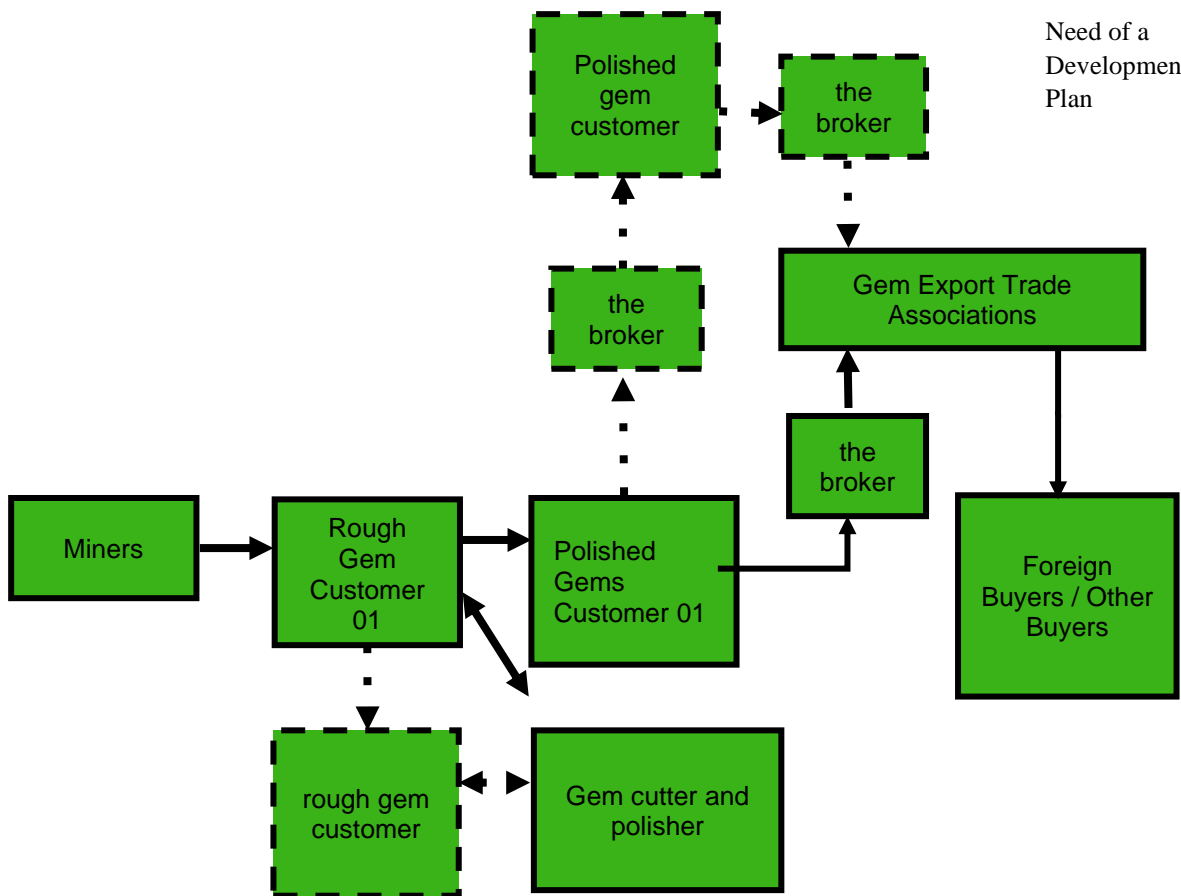 Polished
gem
customer
the
broker
Need of a
Developmen
Plan
the
broker
Gem Export Trade
Associations
the
broker
Miners
Rough
Gem
Customer
01
Polished
Gems
Customer 01
Foreign
Buyers / Other
Buyers
rough gem
customer
Gem cutter and
polisher